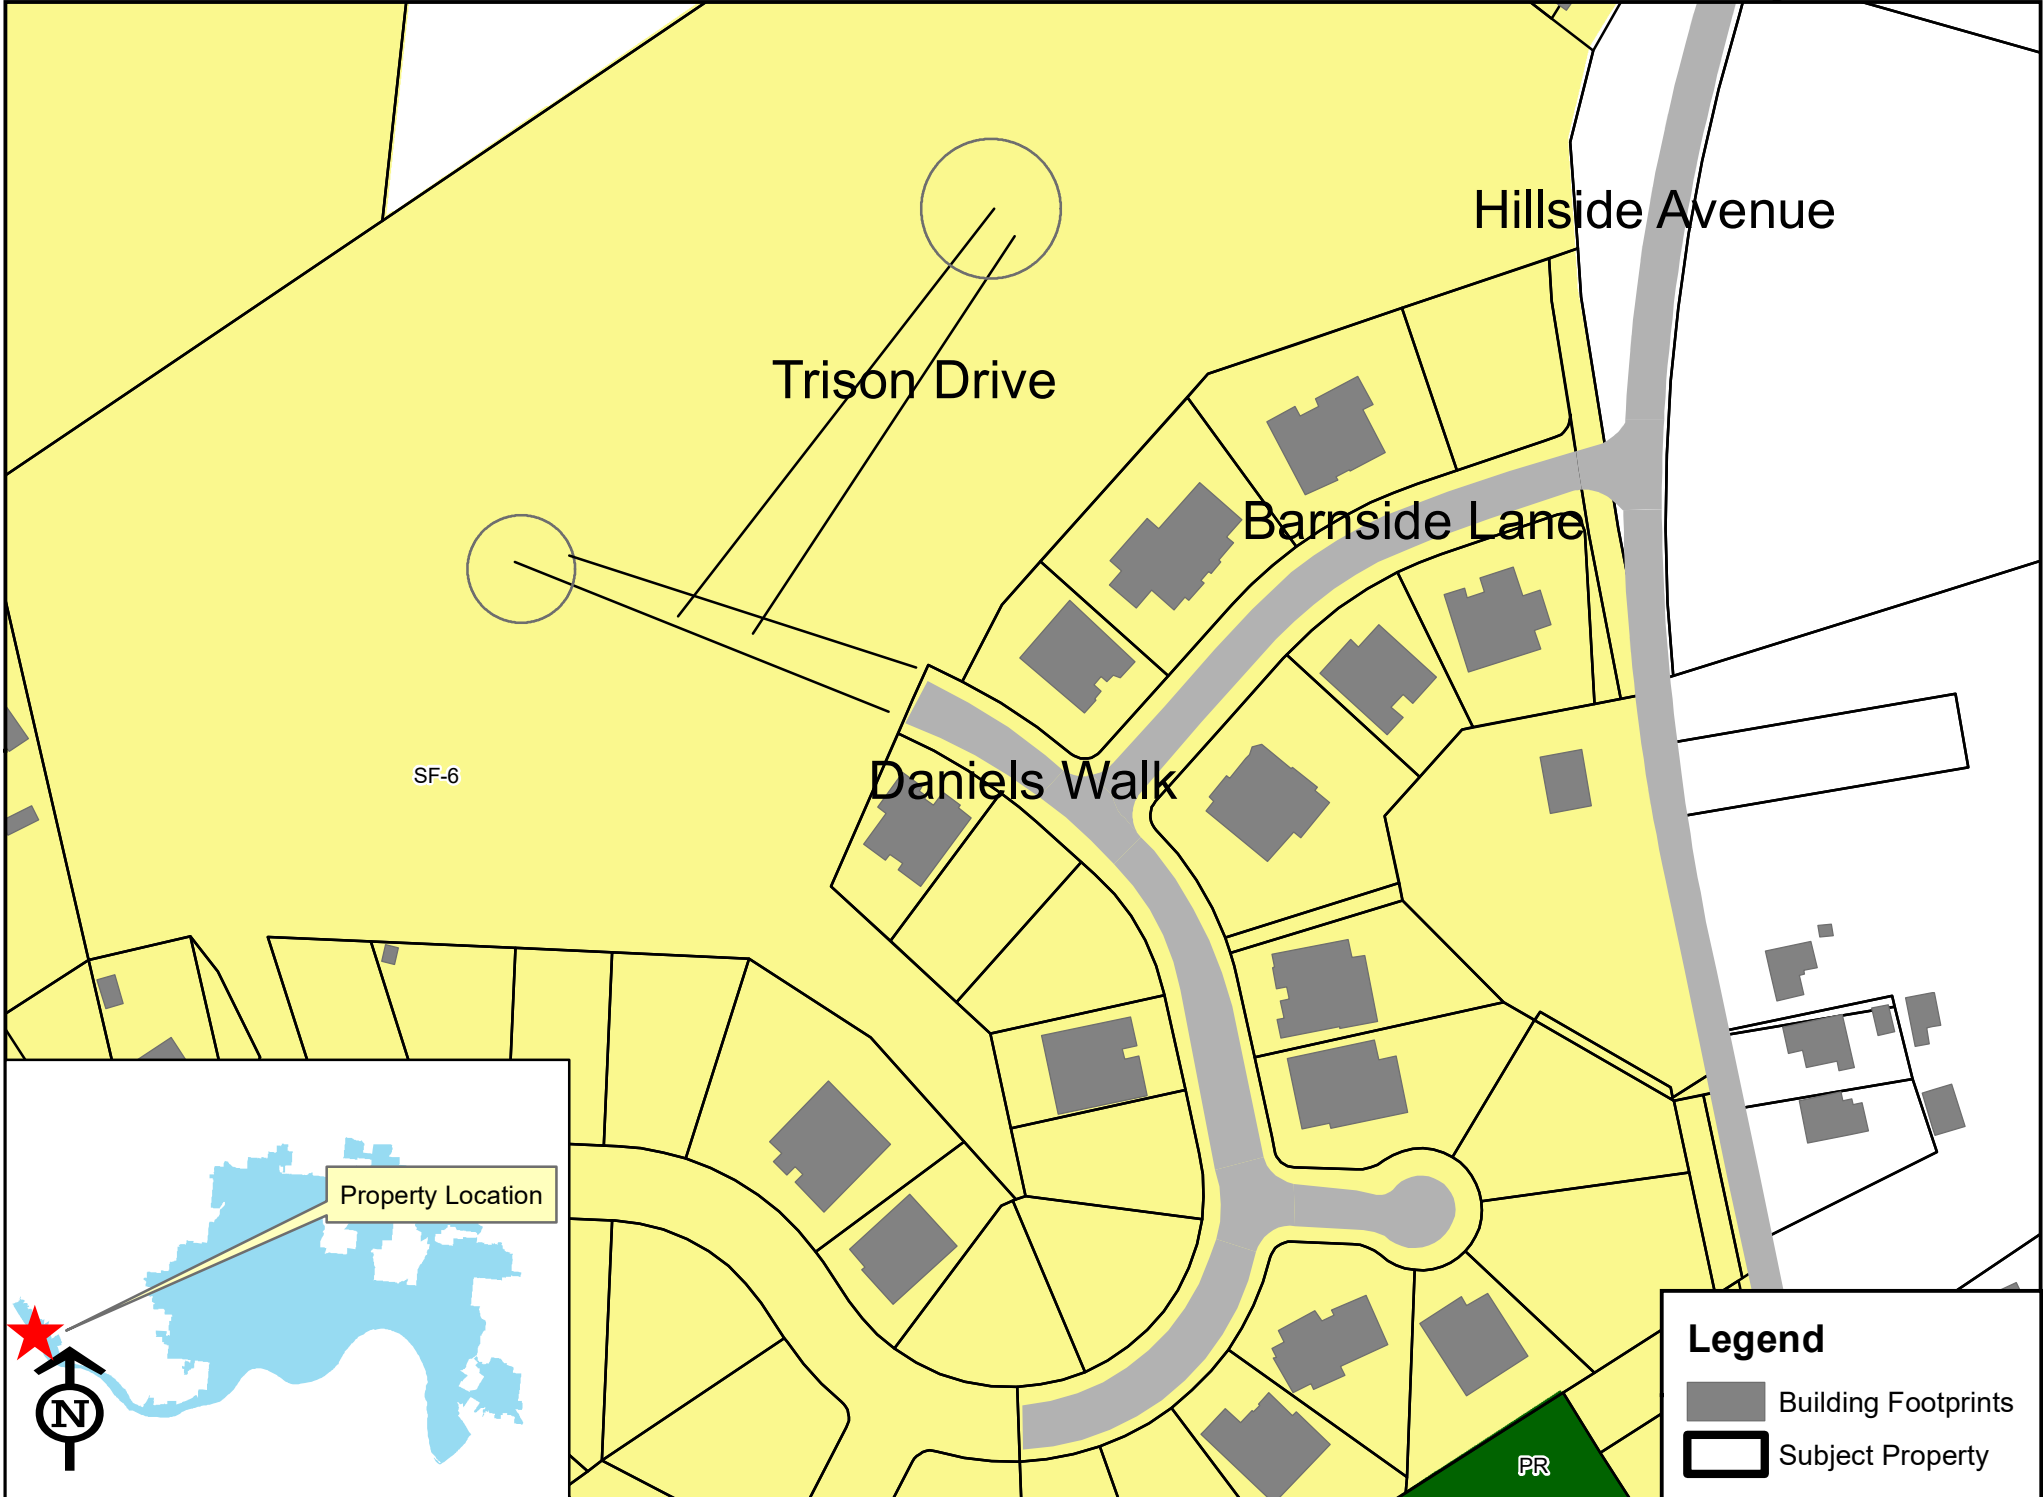 Hillside Avenue
Trison Drive
Barnside Lane
Daniels Walk
SF-6
Property Location
N
Legend
Building Footprints
Subject Property
PR